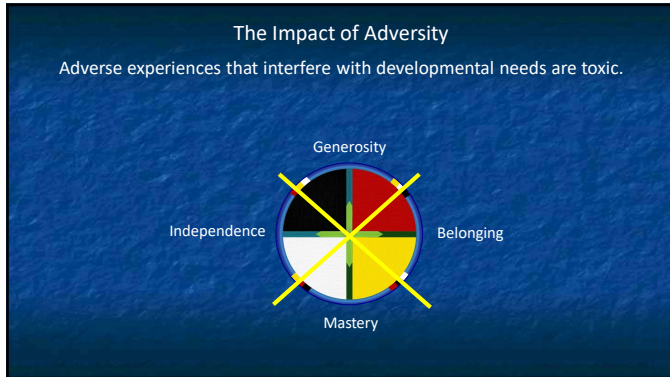 The Impact of Adversity
Adverse experiences that interfere with developmental needs are toxic.
Generosity
Independence
Belonging
Mastery